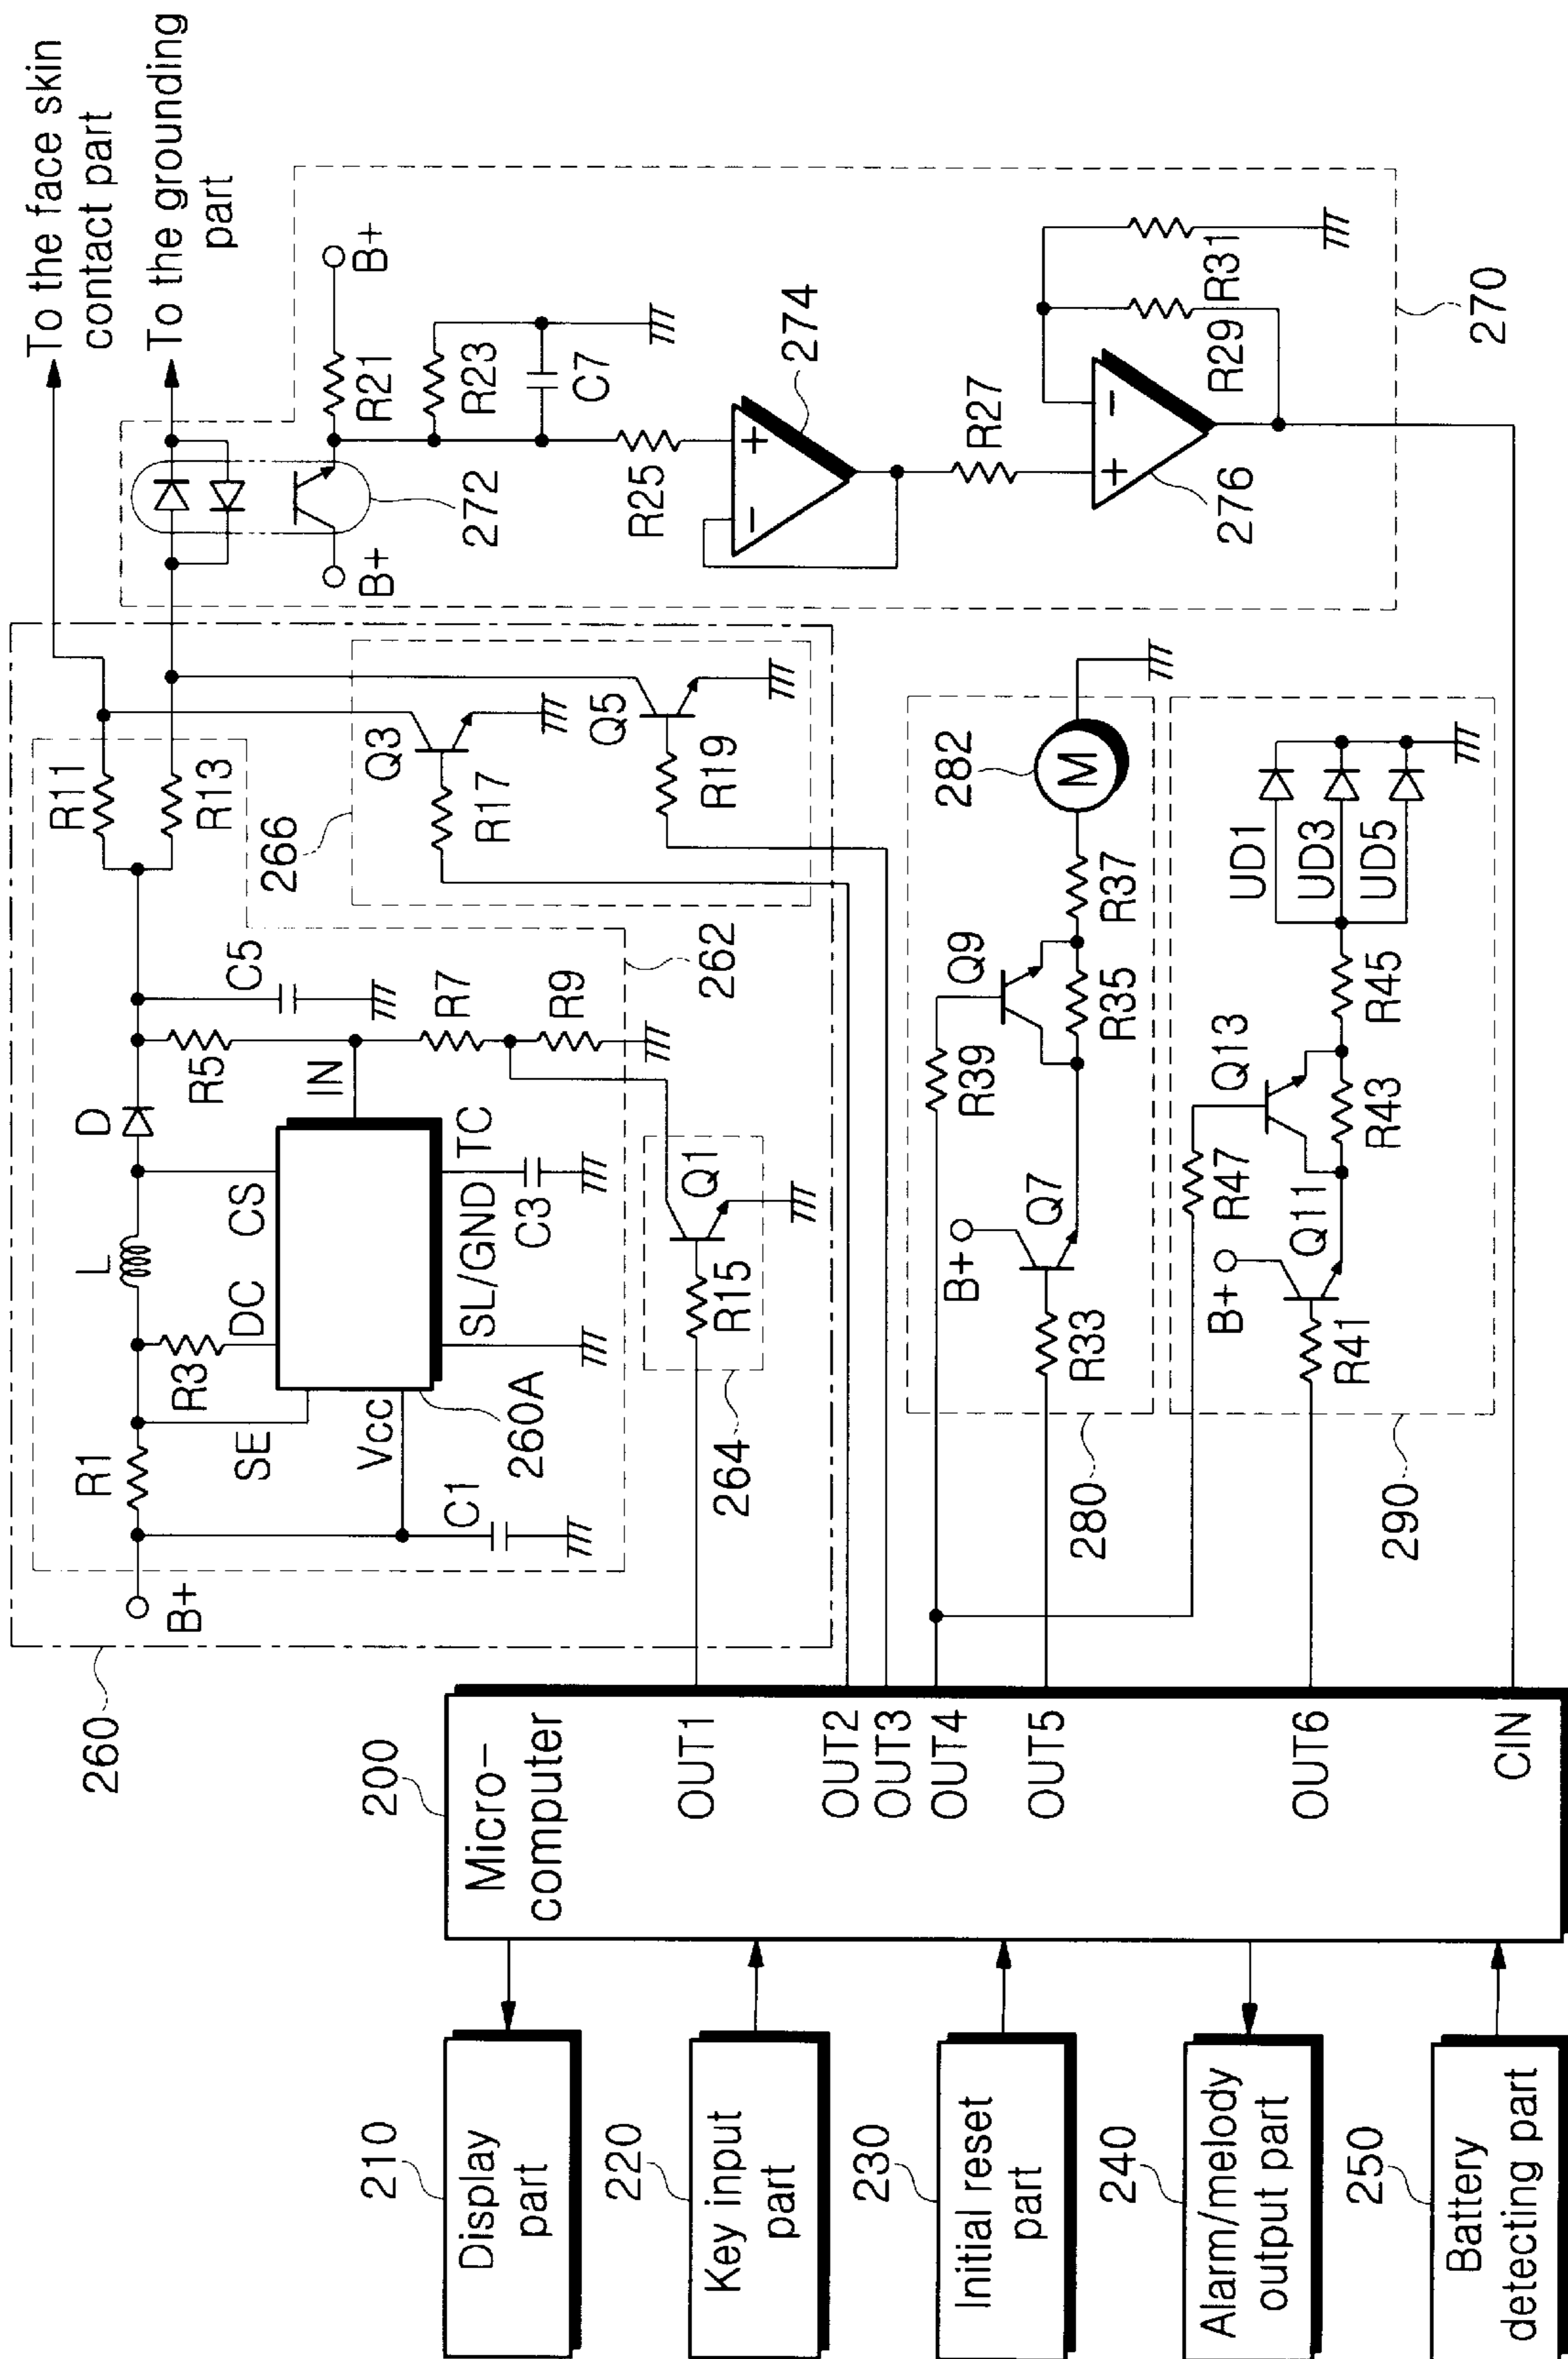 To the face skin
contact part
To the grounding
part
R11
R13
L
D
C5
R1
R3
DC
CS
R5
IN
R7
R9
B+
SE
Vcc
C1
260A
SL/GND
TC
C3
262
266
Q3
R17
Q5
R19
264
R15
Q1
260
B+
B+
272
R21
R23
C7
R25
274
R27
276
R29
R31
270
200
Micro-
computer
OUT1
OUT2
OUT3
OUT4
OUT5
OUT6
CIN
280
R33
B+
Q7
R39
Q9
R35
R37
282
M
290
R41
B+
Q11
R47
Q13
R43
R45
UD1
UD3
UD5
210
Display
part
220
Key input
part
230
Initial reset
part
240
Alarm/melody
output part
250
Battery
detecting part
+
−
+
−